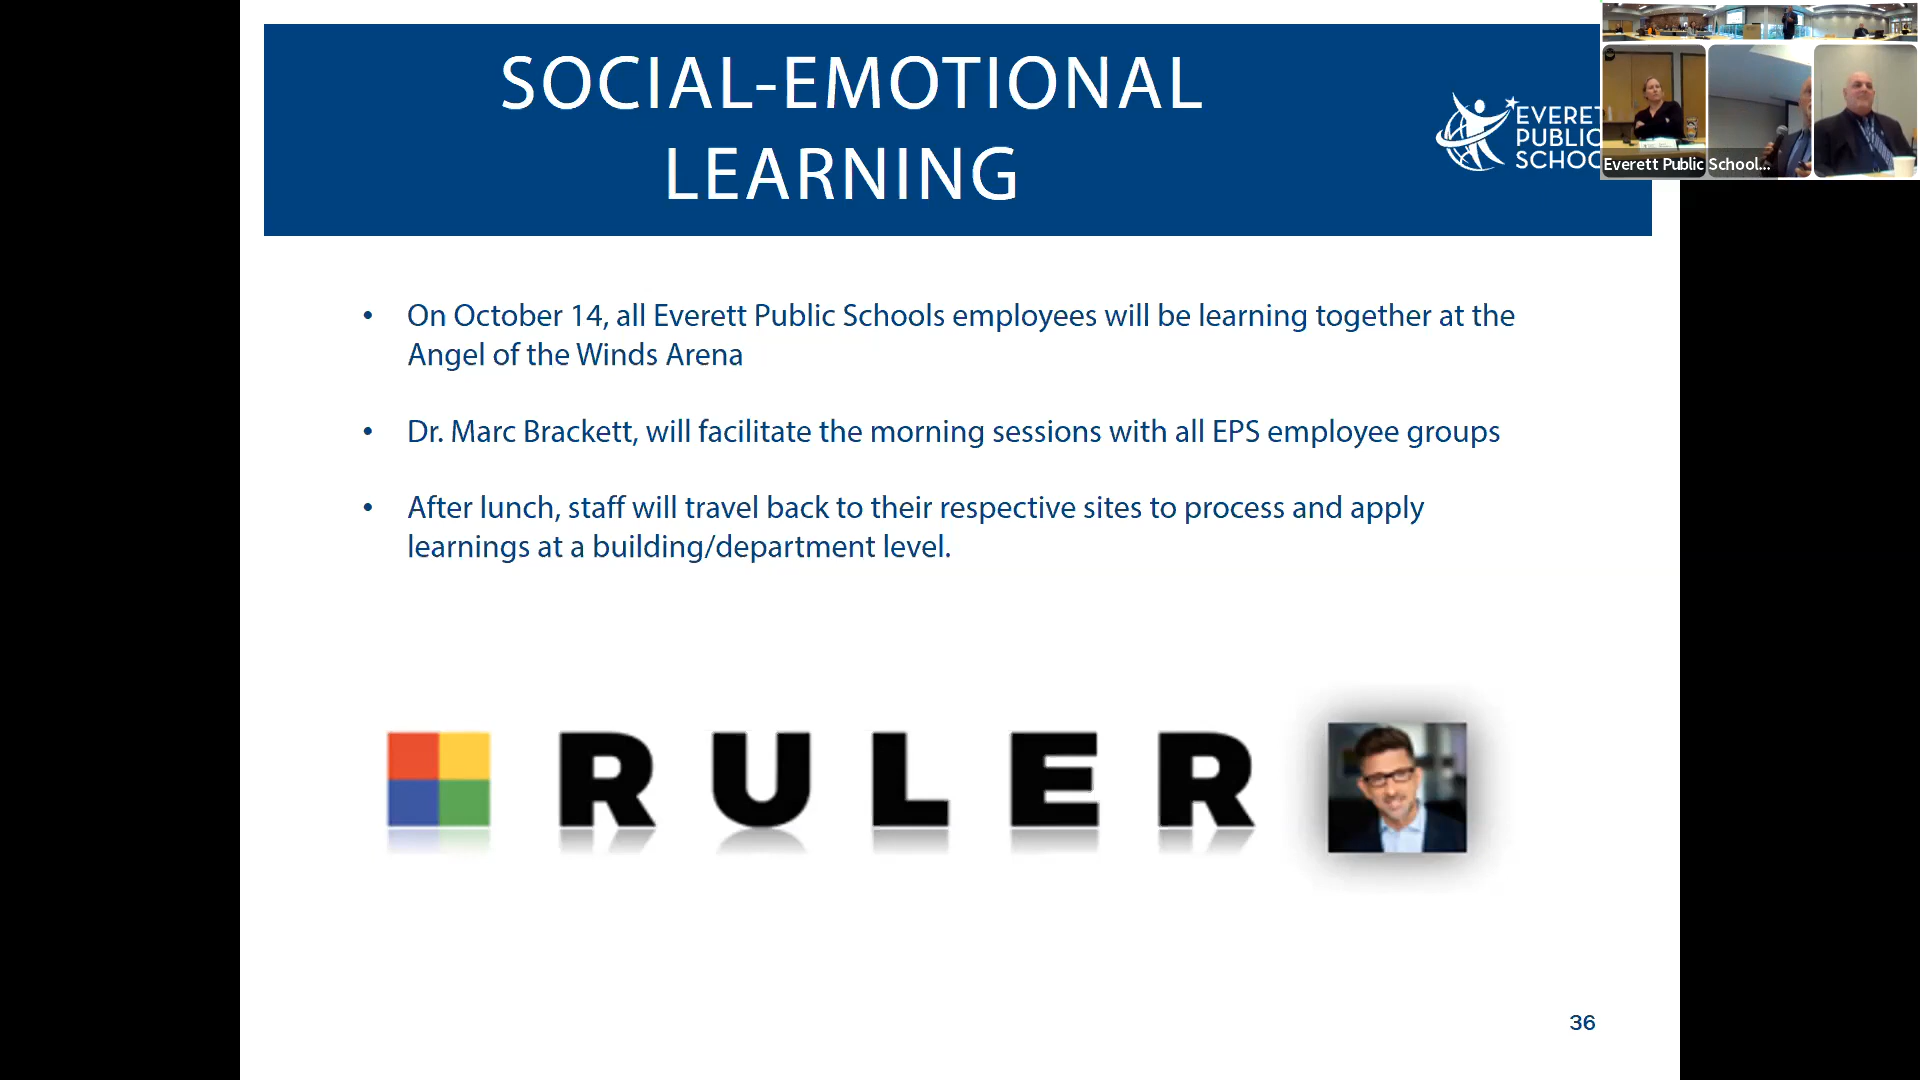 SOCIAL-EMOTIONAL
LEARNING
EVERET
PUBLIC
SCHOO
Everett Public School...
• On October 14, all Everett Public Schools employees will be learning together at the
Angel of the Winds Arena
• Dr. Marc Brackett, will facilitate the morning sessions with all EPS employee groups
• After lunch, staff will travel back to their respective sites to process and apply
learnings at a building/department level.
RULER
36